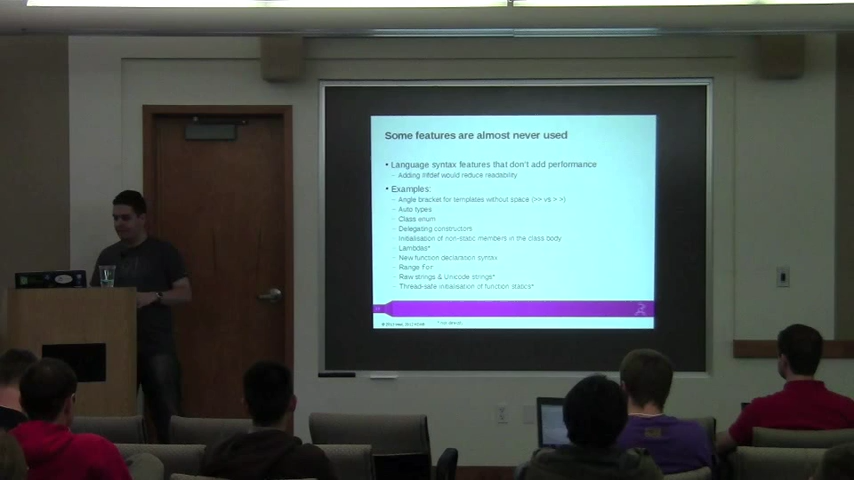 Some features are almost never used
• Language syntax features that don't add performance
– Adding #ifdef would reduce readability
• Examples:
– Angle bracket for templates without space (>> vs > >)
– Auto types
– Class enum
– Delegating constructors
– Initialisation of non-static members in the class body
– Lambdas*
– New function declaration syntax
– Range for
– Raw strings & Unicode strings*
– Thread-safe initialisation of function statics*